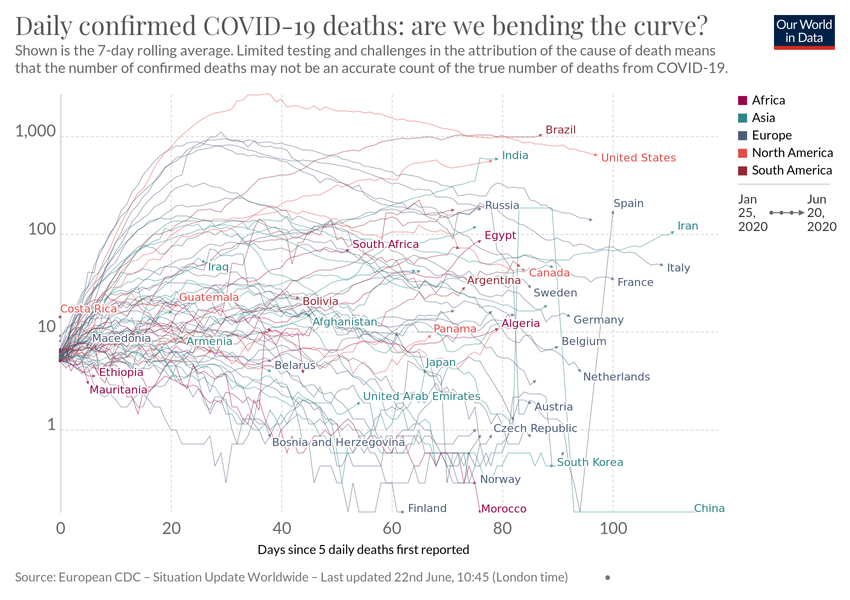 Daily confirmed COVID-19 deaths: are we bending the curve?
Our World
in Data
Shown is the 7-day rolling average. Limited testing and challenges in the attribution of the cause of death means
that the number of confirmed deaths may not be an accurate count of the true number of deaths from COVID-19.
Africa
Asia
Europe
North America
South America
Jan
25,
2020
Jun
20,
2020
1,000
100
10
1
Brazil
United States
India
Russia
Spain
Iran
Egypt
South Africa
Iraq
Italy
Canada
Argentina
France
Sweden
Guatemala
Bolivia
Costa Rica
Afghanistan
Germany
Algeria
Panama
Macedonia
Armenia
Belgium
Japan
Belarus
Ethiopia
Netherlands
Mauritania
United Arab Emirates
Austria
Czech Republic
Bosnia and Herzegovina
South Korea
Norway
Finland
Morocco
China
0
20
40
60
80
100
Days since 5 daily deaths first reported
Source: European CDC – Situation Update Worldwide – Last updated 22nd June, 10:45 (London time)